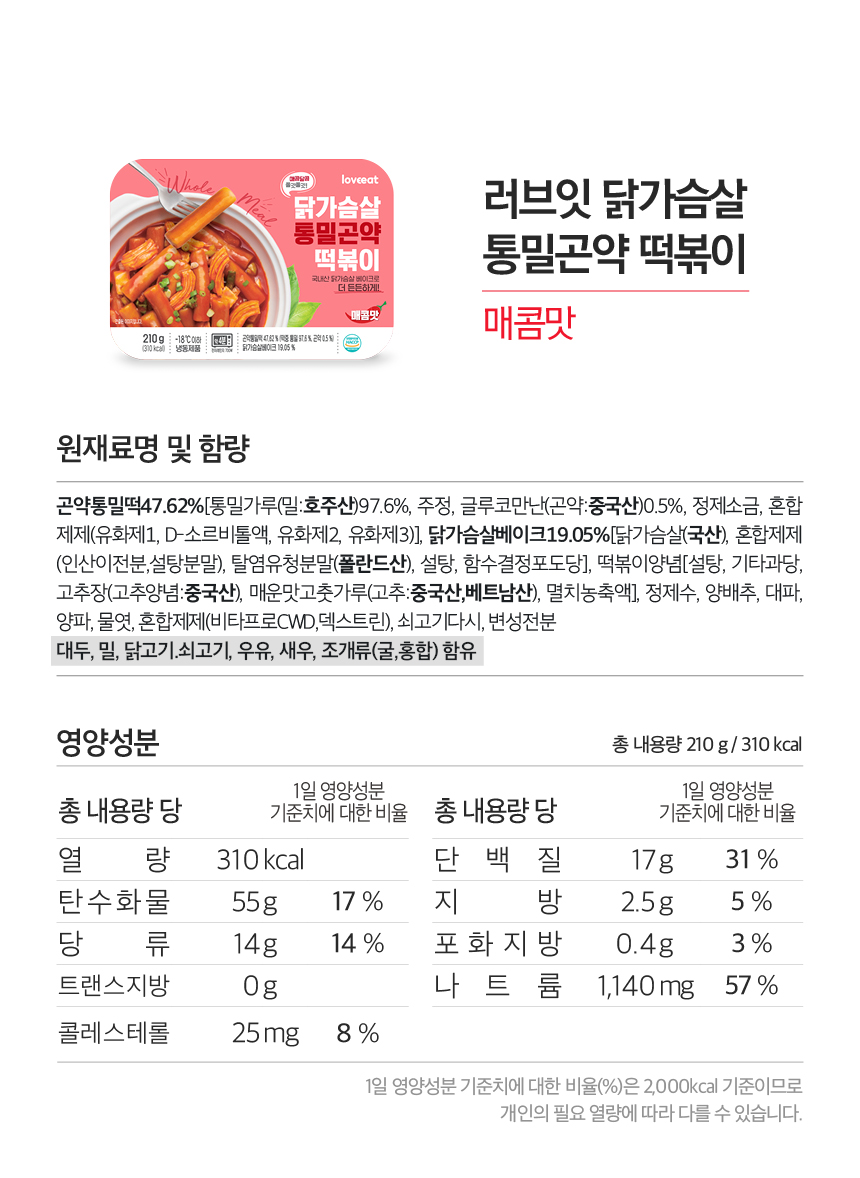 Whole Meal
매콤달콤
loveeat
닭가슴살
통밀곤약
떡볶이
국내산 닭가슴살 베이크로
더 든든하게!
매콤맛
210 g
(310 kcal)
-18℃이하
냉동제품
곤약통밀떡 47.62 % (떡중 통밀 97.6 %, 곤약 0.5 %)
닭가슴살베이크 19.05 %
HACCP
러브잇 닭가슴살
통밀곤약 떡볶이
매콤맛
원재료명 및 함량
곤약통밀떡47.62%[통밀가루(밀:호주산)97.6%, 주정, 글루코만난(곤약:중국산)0.5%, 정제소금, 혼합
제제(유화제1, D-소르비톨액, 유화제2, 유화제3)], 닭가슴살베이크19.05%[닭가슴살(국산), 혼합제제
(인산이전분,설탕분말), 탈염유청분말(폴란드산), 설탕, 함수결정포도당], 떡볶이양념[설탕, 기타과당,
고추장(고추양념:중국산), 매운맛고춧가루(고추:중국산,베트남산), 멸치농축액], 정제수, 양배추, 대파,
양파, 물엿, 혼합제제(비타프로CWD,덱스트린), 쇠고기다시, 변성전분
대두, 밀, 닭고기.쇠고기, 우유, 새우, 조개류(굴,홍합) 함유
영양성분
총 내용량 210 g / 310 kcal
총 내용량 당
1일 영양성분
기준치에 대한 비율
열 량 310 kcal
탄수화물 55 g 17 %
당 류 14 g 14 %
트랜스지방 0 g
콜레스테롤 25 mg 8 %
총 내용량 당
1일 영양성분
기준치에 대한 비율
단 백 질 17 g 31 %
지 방 2.5 g 5 %
포 화 지 방 0.4 g 3 %
나 트 륨 1,140 mg 57 %
1일 영양성분 기준치에 대한 비율(%)은 2,000kcal 기준이므로
개인의 필요 열량에 따라 다를 수 있습니다.